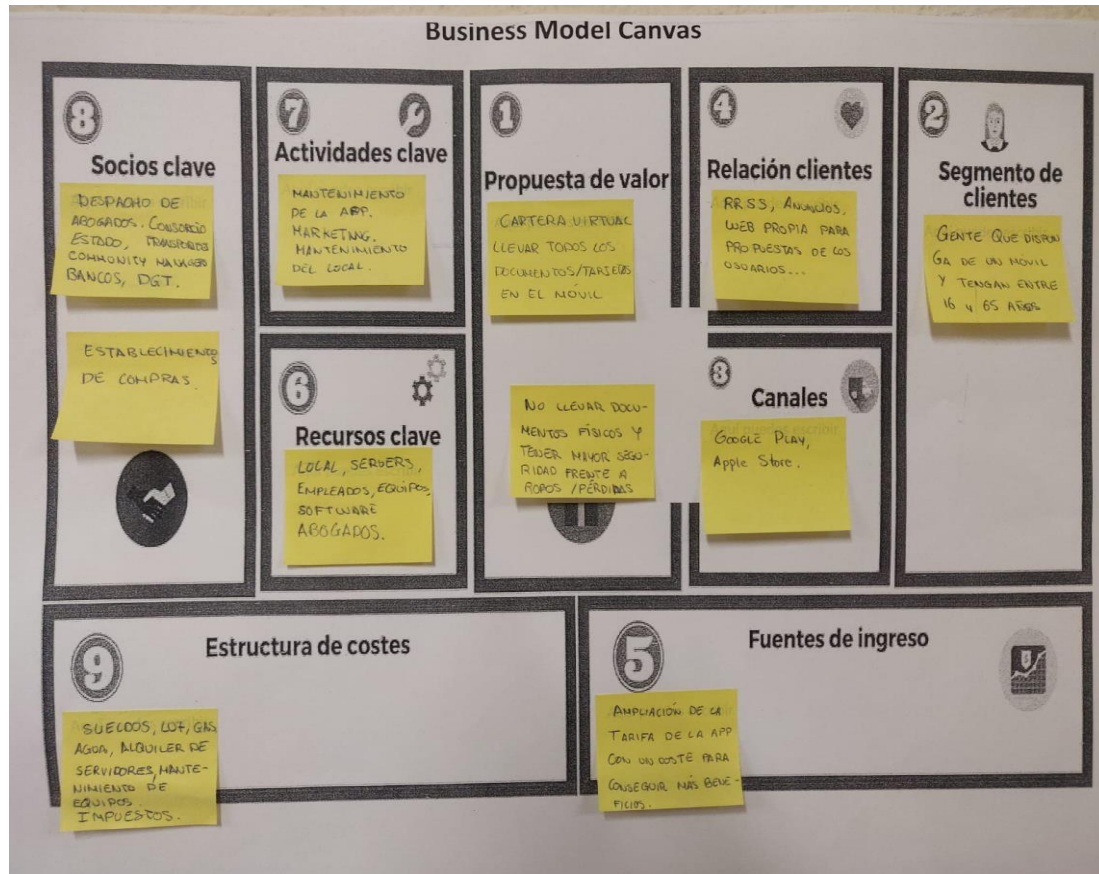 Business Model Canvas
8
Socios clave
DESPACHO DE
ABOGADOS. CONSORCIO
ESTADO, TRANSPORTES
COMMUNITY MANAGER
BANCOS, DGT.
ESTABLECIMIENTOS
DE COMPRAS.
7
Actividades clave
MANTENIMIENTO
DE LA APP.
MARKETING.
MANTENIMIENTO
DEL LOCAL.
6
Recursos clave
LOCAL, SERVERS,
EMPLEADOS, EQUIPOS,
SOFTWARE
ABOGADOS.
1
Propuesta de valor
CARTERA VIRTUAL
LLEVAR TODOS LOS
DOCUMENTOS/TARJETAS
EN EL MÓVIL
NO LLEVAR DOCU-
MENTOS FÍSICOS Y
TENER MAYOR SEGU-
RIDAD FRENTE A
ROBOS /PÉRDIDAS
4
Relación clientes
RRSS, ANUNCIOS,
WEB PROPIA PARA
PROPUESTAS DE LOS
USUARIOS...
3
Canales
Aquí puedes escribir
GOOGLE PLAY,
Apple Store.
2
Segmento de
clientes
GENTE QUE DISPON
GA DE UN MÓVIL
Y TENGAN ENTRE
16 y 65 AÑOS
9
Estructura de costes
SUELDOS, LUZ, GAS
AGUA, ALQUILER DE
SERVIDORES, MANTE-
NIMIENTO DE
EQUIPOS.
IMPUESTOS.
5
Fuentes de ingreso
AMPLIACIÓN DE LA
TARIFA DE LA APP
CON UN COSTE PARA
CONSEGUIR MÁS BENE-
FICIOS.